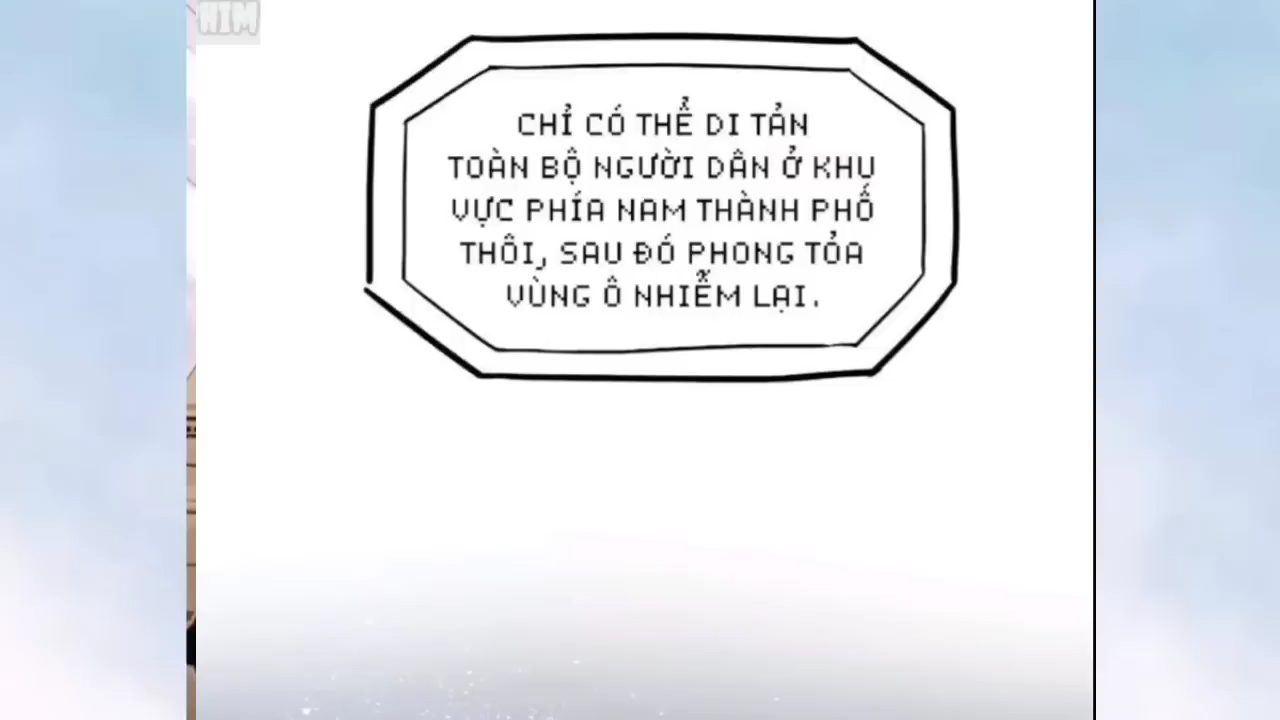 HIM
CHỈ CÓ THỂ DI TẢN
TOÀN BỘ NGƯỜI DÂN Ở KHU
VỰC PHÍA NAM THÀNH PHỐ
THÔI, SAU ĐÓ PHONG TỎA
VÙNG Ô NHIỄM LẠI.